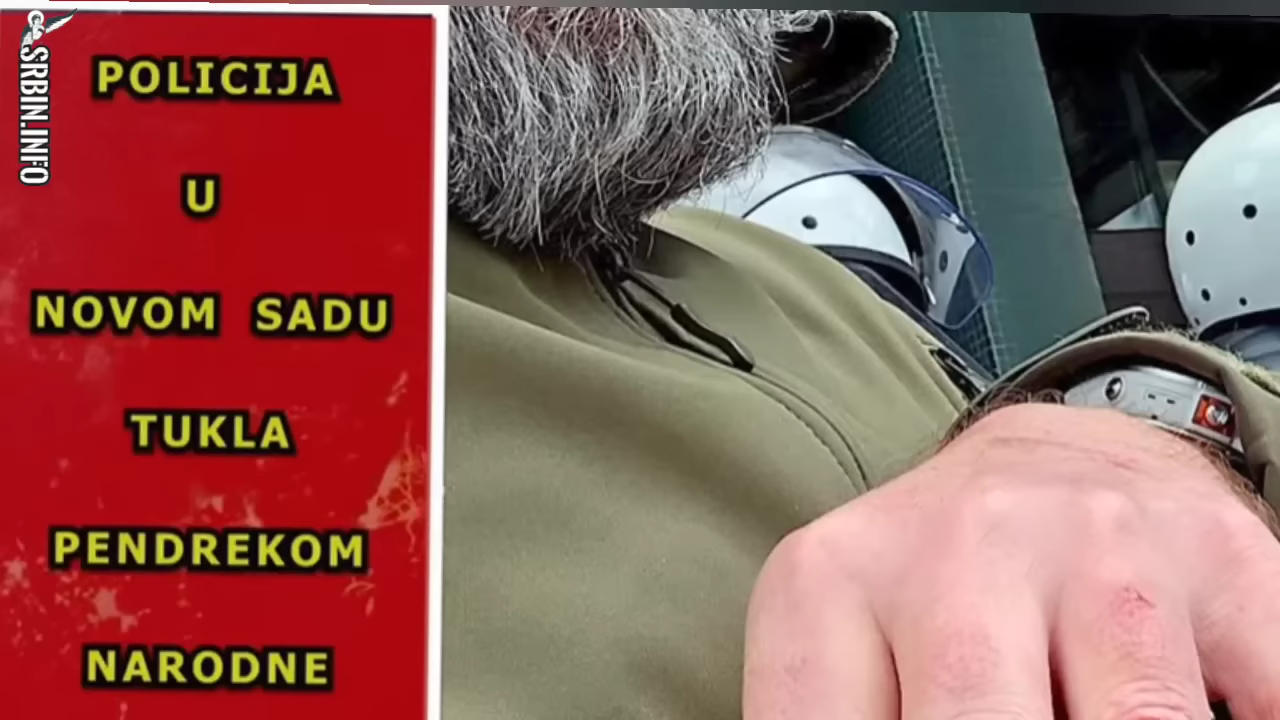 SRBIN.INFO
POLICIJA
U
NOVOM SADU
TUKLA
PENDREKOM
NARODNE